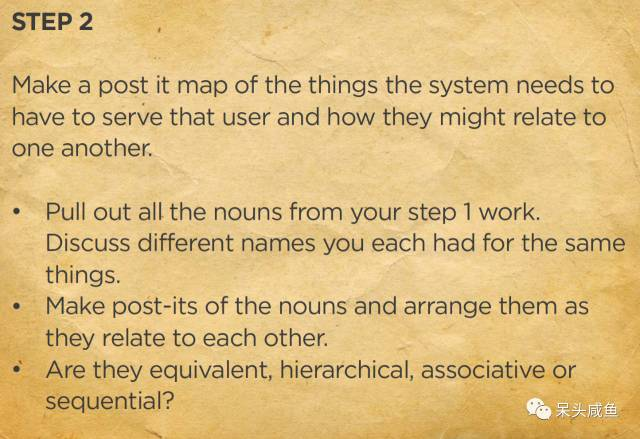 STEP 2
Make a post it map of the things the system needs to
have to serve that user and how they might relate to
one another.
• Pull out all the nouns from your step 1 work.
Discuss different names you each had for the same
things.
• Make post-its of the nouns and arrange them as
they relate to each other.
• Are they equivalent, hierarchical, associative or
sequential?
呆头咸鱼